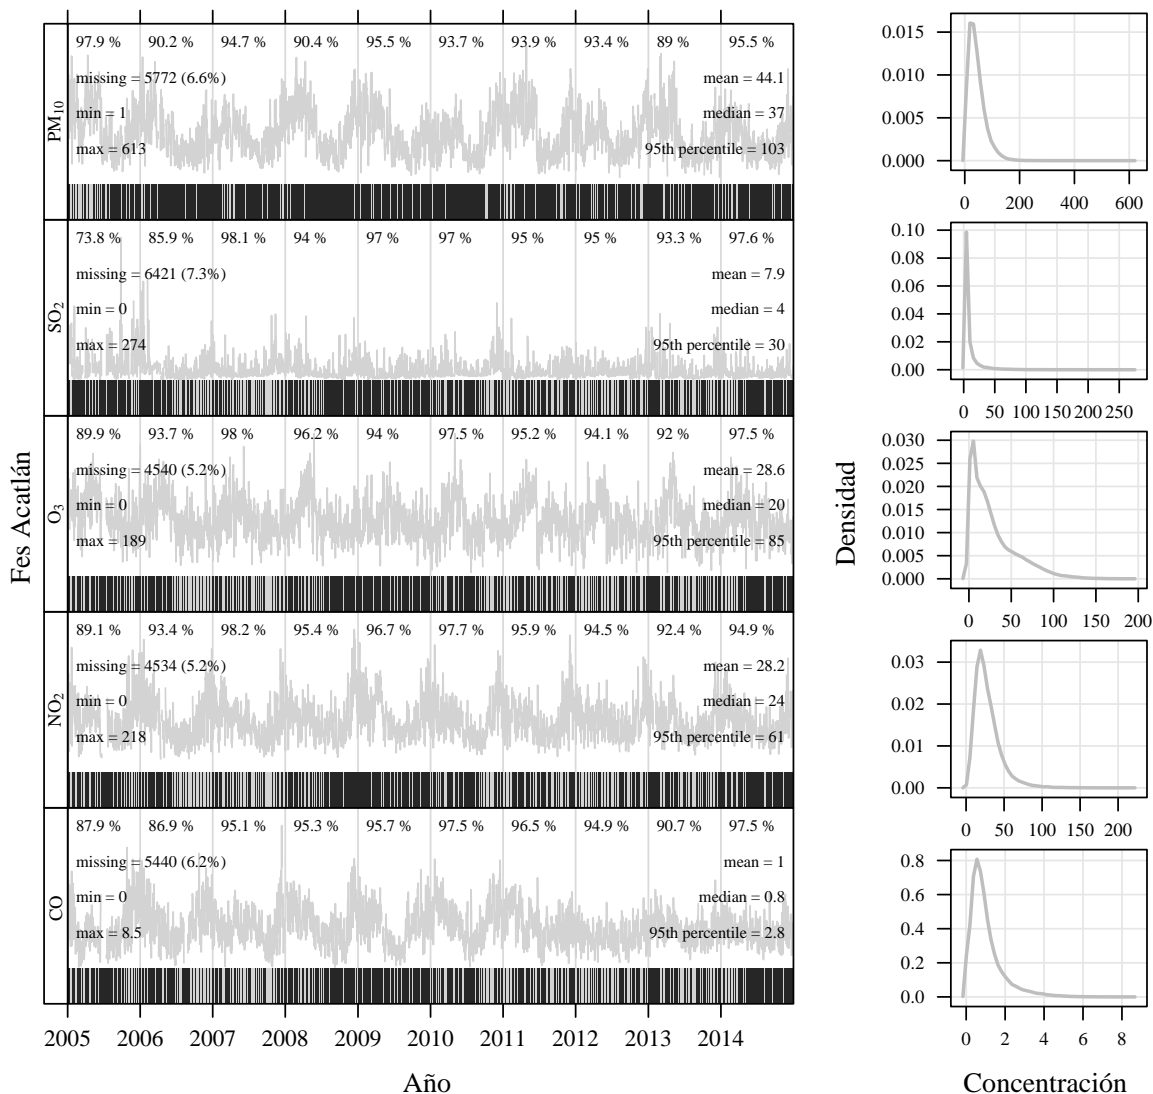 Fes Acatlán
PM10
97.9 % 90.2 % 94.7 % 90.4 % 95.5 % 93.7 % 93.9 % 93.4 % 89 % 95.5 %
missing = 5772 (6.6%) mean = 44.1
min = 1 median = 37
max = 613 95th percentile = 103
SO2
73.8 % 85.9 % 98.1 % 94 % 97 % 97 % 95 % 95 % 93.3 % 97.6 %
missing = 6421 (7.3%) mean = 7.9
min = 0 median = 4
max = 274 95th percentile = 30
O3
89.9 % 93.7 % 98 % 96.2 % 94 % 97.5 % 95.2 % 94.1 % 92 % 97.5 %
missing = 4540 (5.2%) mean = 28.6
min = 0 median = 20
max = 189 95th percentile = 85
NO2
89.1 % 93.4 % 98.2 % 95.4 % 96.7 % 97.7 % 95.9 % 94.5 % 92.4 % 94.9 %
missing = 4534 (5.2%) mean = 28.2
min = 0 median = 24
max = 218 95th percentile = 61
CO
87.9 % 86.9 % 95.1 % 95.3 % 95.7 % 97.5 % 96.5 % 94.9 % 90.7 % 97.5 %
missing = 5440 (6.2%) mean = 1
min = 0 median = 0.8
max = 8.5 95th percentile = 2.8
2005 2006 2007 2008 2009 2010 2011 2012 2013 2014
Año
Densidad
0.015
0.010
0.005
0.000
0 200 400 600
0.10
0.08
0.06
0.04
0.02
0.00
0 50 100 150 200 250
0.030
0.025
0.020
0.015
0.010
0.005
0.000
0 50 100 150 200
0.03
0.02
0.01
0.00
0 50 100 150 200
0.8
0.6
0.4
0.2
0.0
0 2 4 6 8
Concentración